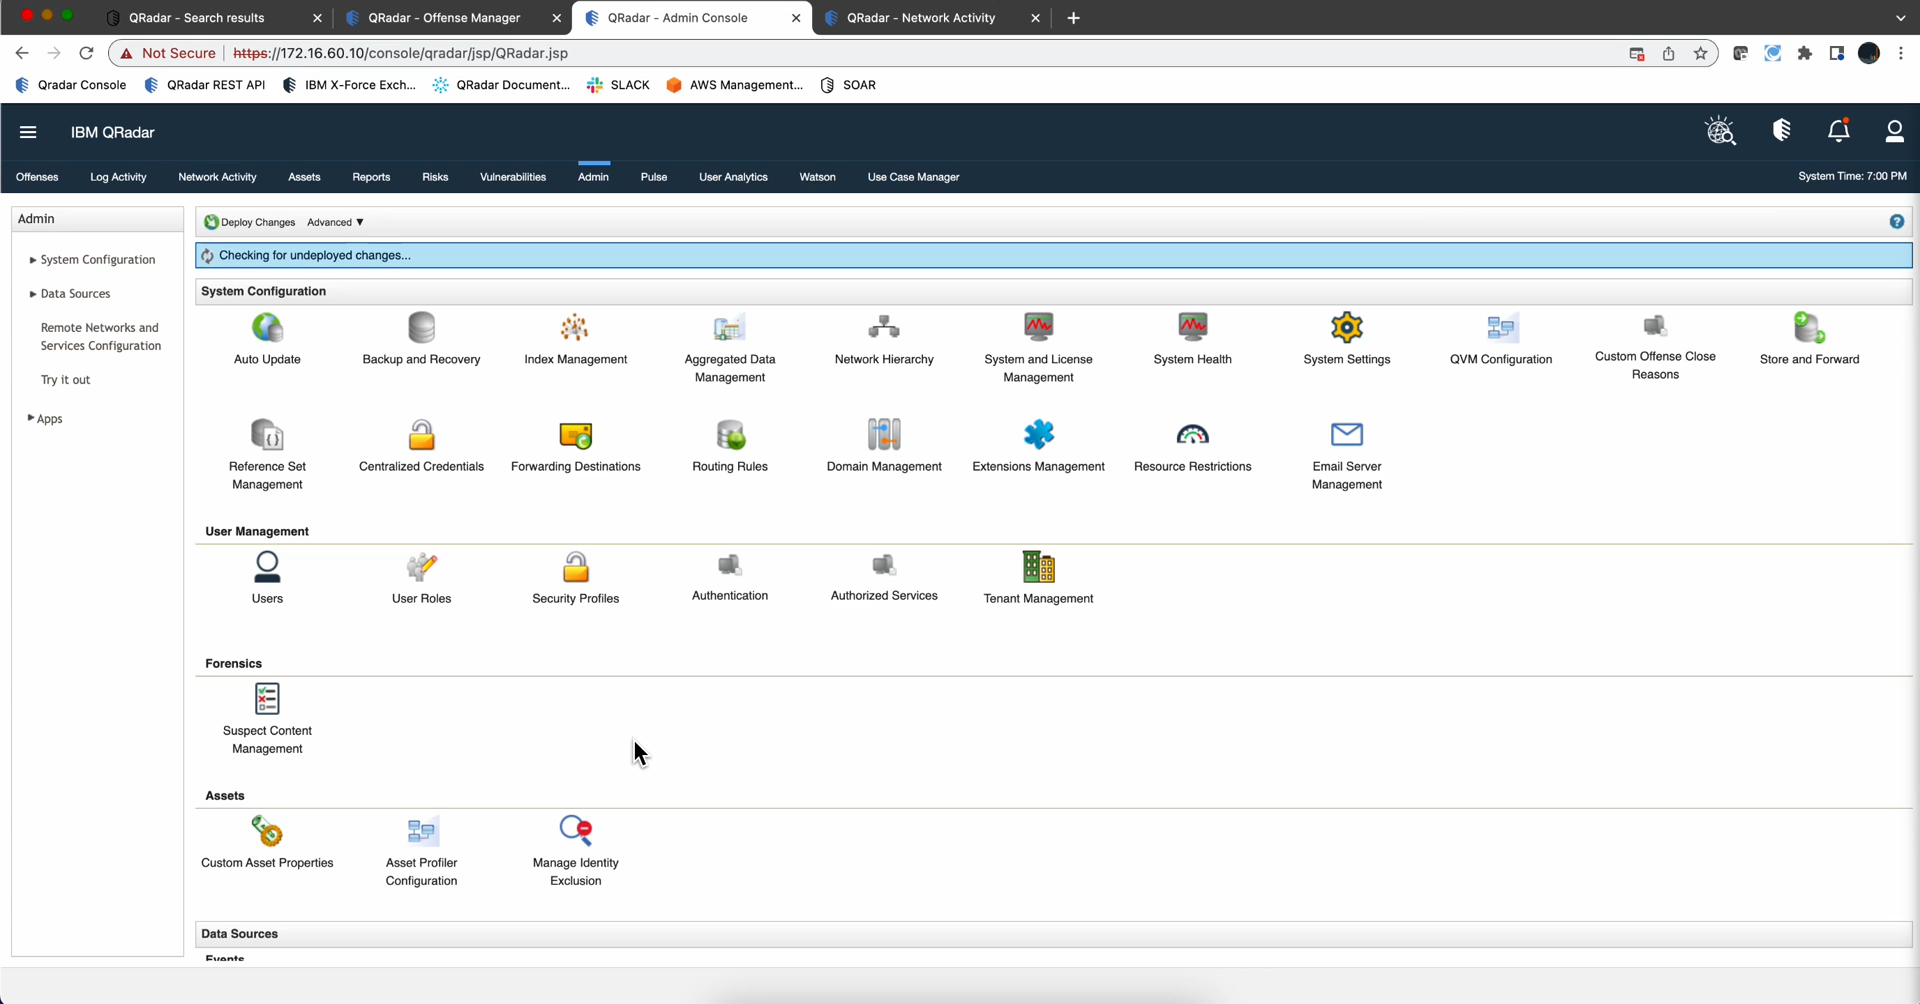 QRadar - Search results
QRadar - Offense Manager
QRadar - Admin Console
QRadar - Network Activity
Not Secure
https://172.16.60.10/console/qradar/jsp/QRadar.jsp
Qradar Console
QRadar REST API
IBM X-Force Exch...
QRadar Document...
SLACK
AWS Management...
SOAR
IBM QRadar
Offenses
Log Activity
Network Activity
Assets
Reports
Risks
Vulnerabilities
Admin
Pulse
User Analytics
Watson
Use Case Manager
System Time: 7:00 PM
Admin
System Configuration
Data Sources
Remote Networks and
Services Configuration
Try it out
Apps
Deploy Changes
Advanced ▼
Checking for undeployed changes...
System Configuration
Auto Update
Backup and Recovery
Index Management
Aggregated Data
Management
Network Hierarchy
System and License
Management
System Health
System Settings
QVM Configuration
Custom Offense Close
Reasons
Store and Forward
Reference Set
Management
Centralized Credentials
Forwarding Destinations
Routing Rules
Domain Management
Extensions Management
Resource Restrictions
Email Server
Management
User Management
Users
User Roles
Security Profiles
Authentication
Authorized Services
Tenant Management
Forensics
Suspect Content
Management
Assets
Custom Asset Properties
Asset Profiler
Configuration
Manage Identity
Exclusion
Data Sources
Events